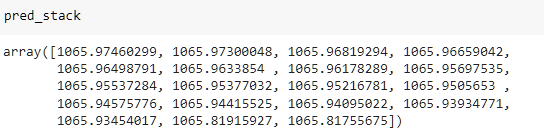 pred_stack
array([1065.97460299, 1065.97300048, 1065.96819294, 1065.96659042,
1065.96498791, 1065.9633854 , 1065.96178289, 1065.95697535,
1065.95537284, 1065.95377032, 1065.95216781, 1065.9505653 ,
1065.94575776, 1065.94415525, 1065.94095022, 1065.93934771,
1065.93454017, 1065.81915927, 1065.81755675])